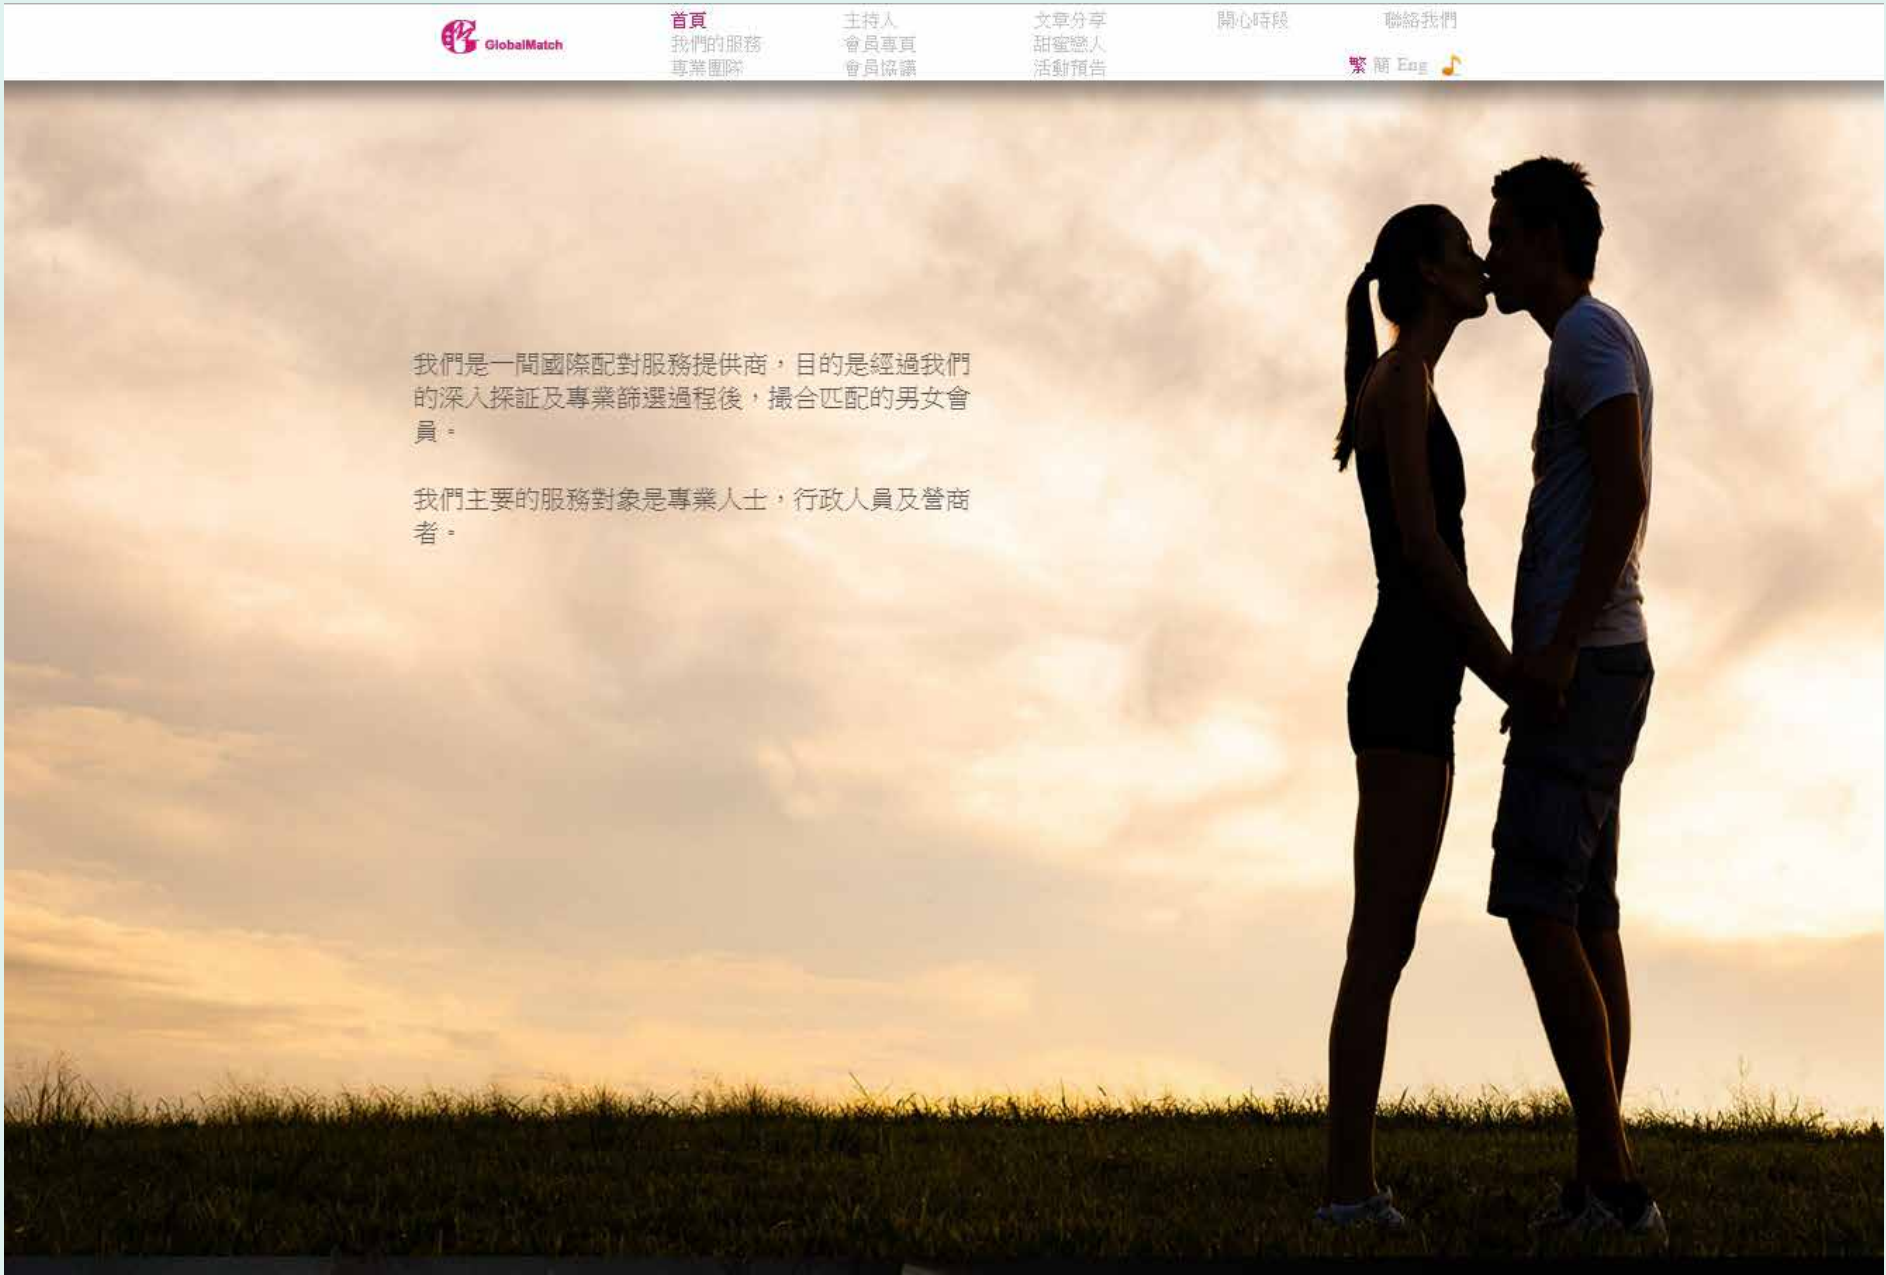 GlobalMatch
首頁
我們的服務
專業團隊
主持人
會員專頁
會員協議
文章分享
甜蜜戀人
活動預告
開心時段
聯絡我們
繁 簡 Eng
我們是一間國際配對服務提供商，目的是經過我們
的深入探証及專業篩選過程後，撮合匹配的男女會
員。
我們主要的服務對象是專業人士，行政人員及營商
者。